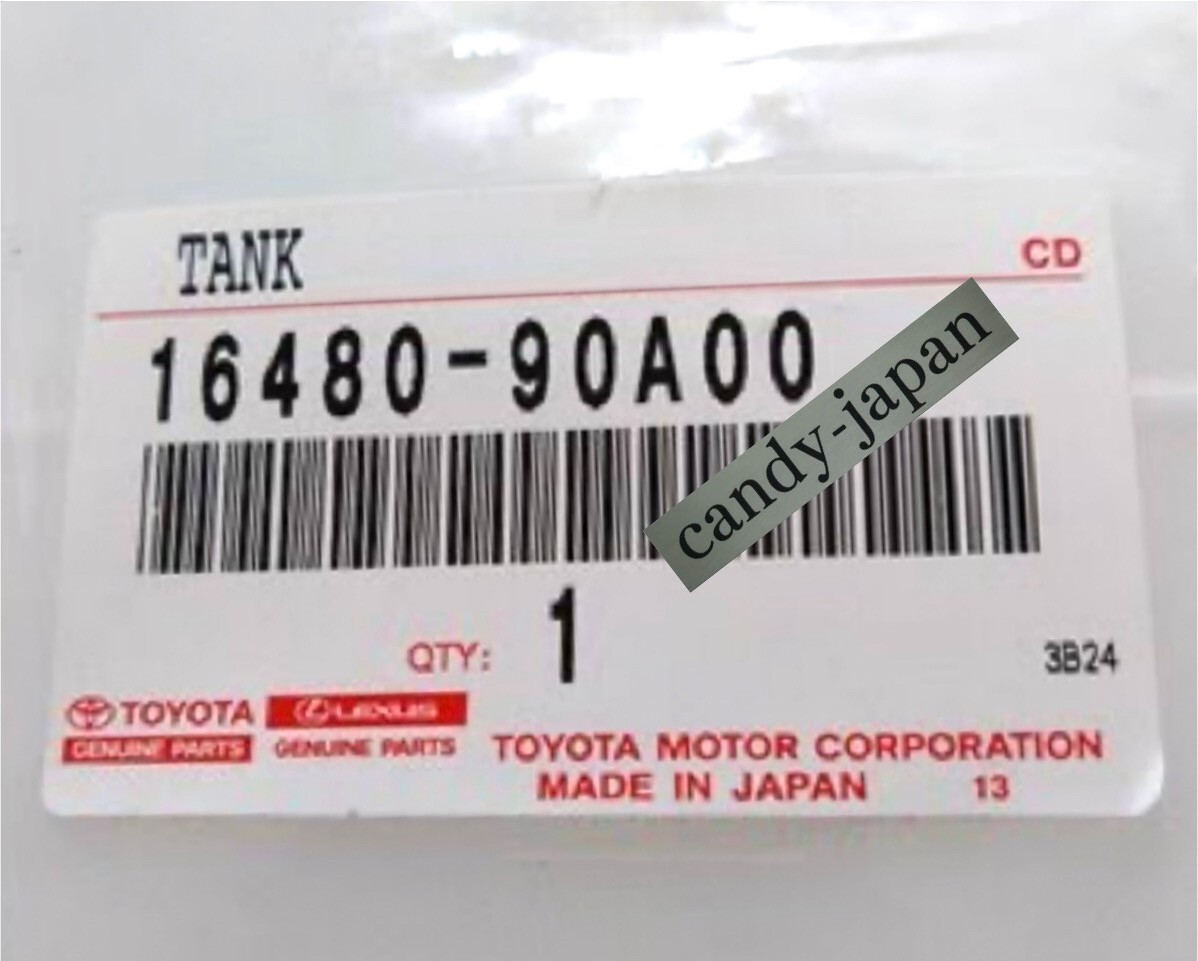 TANK
CD
16480-90A00
candy-japan
QTY: 1
3B24
TOYOTA LEXUS
GENUINE PARTS GENUINE PARTS
TOYOTA MOTOR CORPORATION
MADE IN JAPAN 13